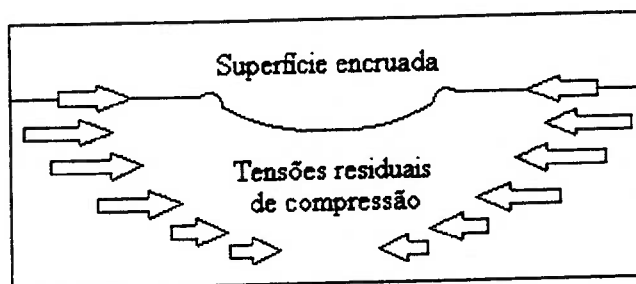 Superfície encruada
Tensões residuais
de compressão